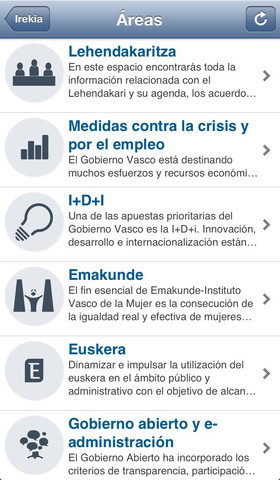 Irekia
Áreas
Lehendakaritza
En este espacio encontrarás toda la
información relacionada con el
Lehendakari y su agenda, los acuerdo...
Medidas contra la crisis y
por el empleo
El Gobierno Vasco está destinando
muchos esfuerzos y recursos económi...
I+D+I
Una de las apuestas prioritarias del
Gobierno Vasco es la I+D+i. Innovación,
desarrollo e internacionalización están...
Emakunde
El fin esencial de Emakunde-Instituto
Vasco de la Mujer es la consecución de
la igualdad real y efectiva de mujeres...
Euskera
Dinamizar e impulsar la utilización del
euskera en el ámbito público y
administrativo con el objetivo de alcan...
E
Gobierno abierto y e-
administración
El Gobierno Abierto ha incorporado los
criterios de transparencia, participació...